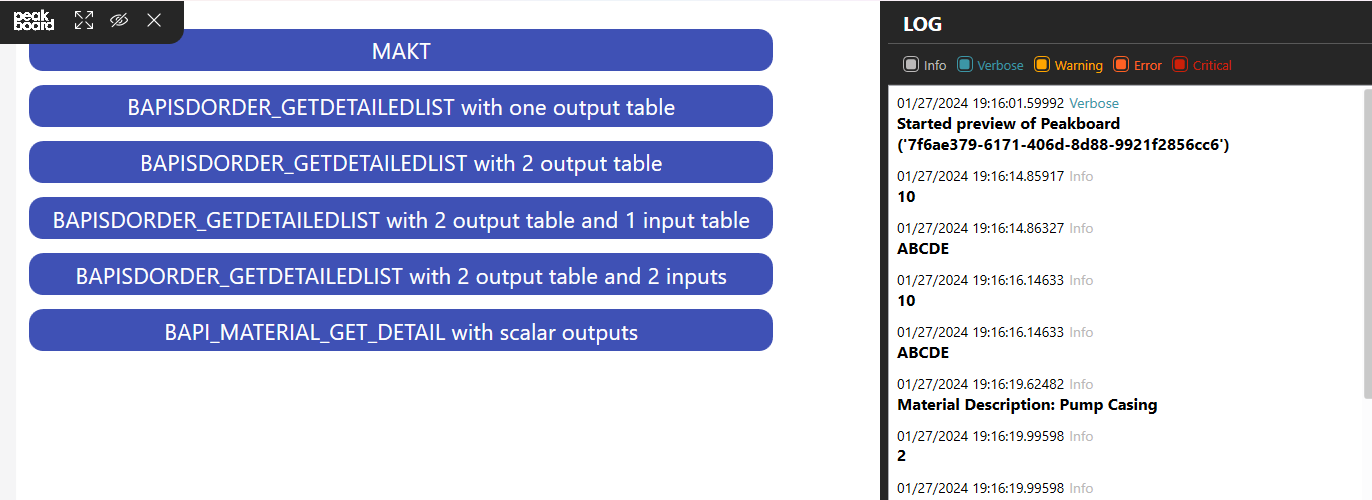 peak
board
MAKT
BAPISDORDER_GETDETAILEDLIST with one output table
BAPISDORDER_GETDETAILEDLIST with 2 output table
BAPISDORDER_GETDETAILEDLIST with 2 output table and 1 input table
BAPISDORDER_GETDETAILEDLIST with 2 output table and 2 inputs
BAPI_MATERIAL_GET_DETAIL with scalar outputs
LOG
Info Verbose Warning Error Critical
01/27/2024 19:16:01.59992 Verbose
Started preview of Peakboard
('7f6ae379-6171-406d-8d88-9921f2856cc6')
01/27/2024 19:16:14.85917 Info
10
01/27/2024 19:16:14.86327 Info
ABCDE
01/27/2024 19:16:16.14633 Info
10
01/27/2024 19:16:16.14633 Info
ABCDE
01/27/2024 19:16:19.62482 Info
Material Description: Pump Casing
01/27/2024 19:16:19.99598 Info
2
01/27/2024 19:16:19.99598 Info